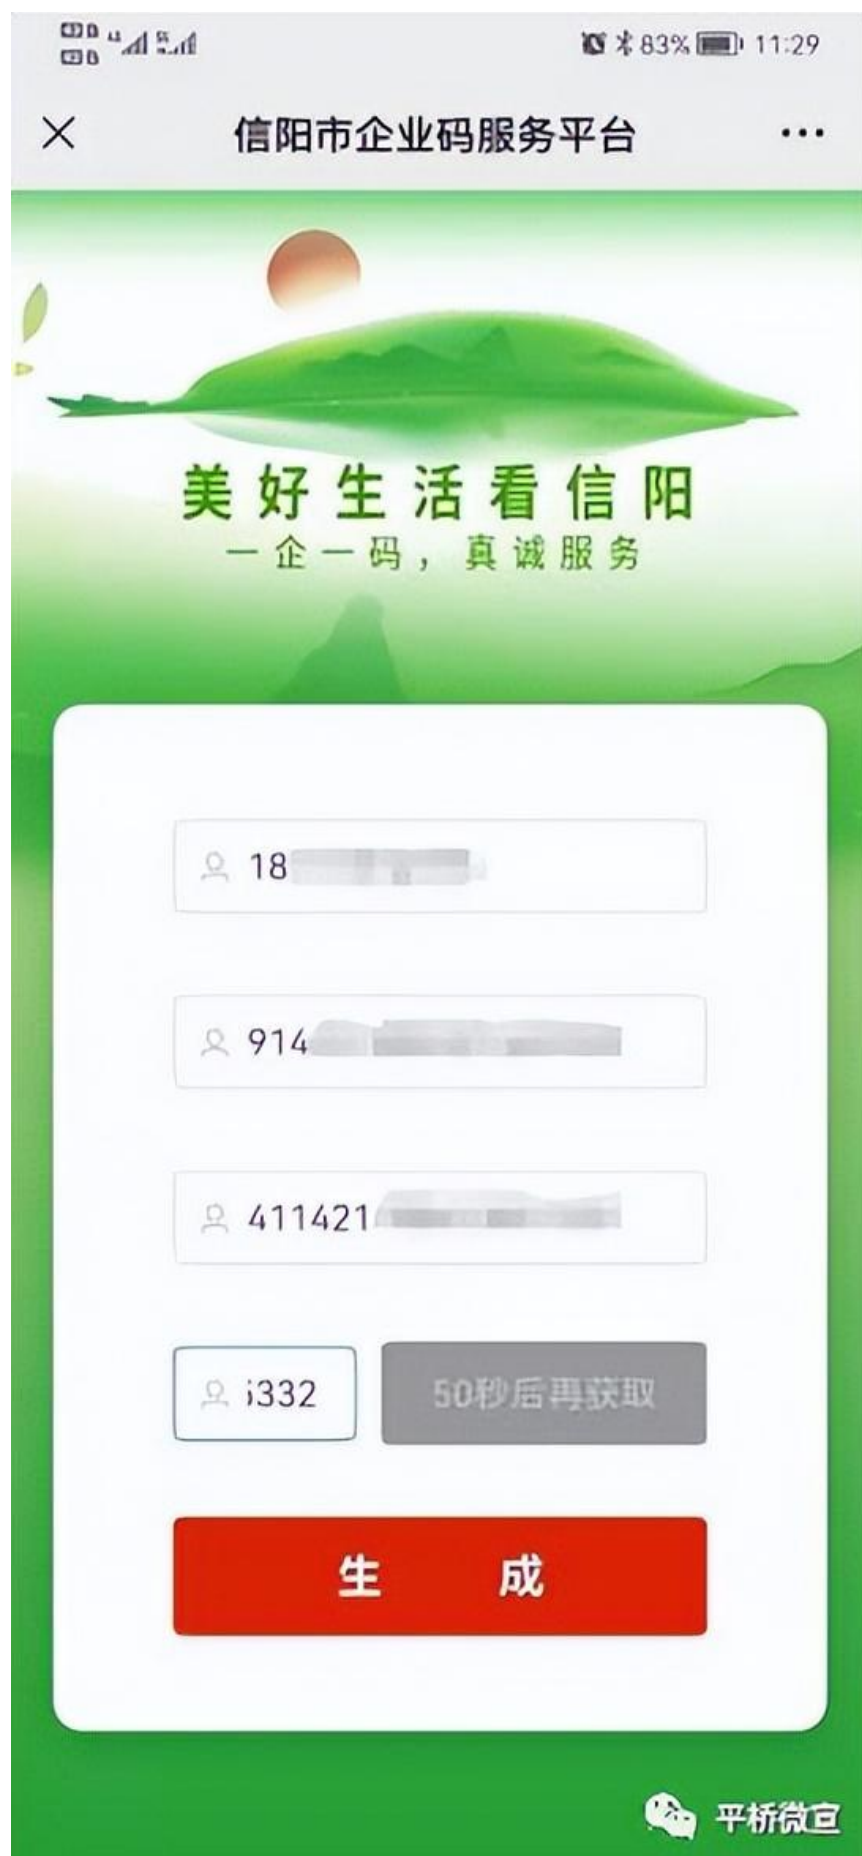 83% 11:29
信阳市企业码服务平台
美好生活看信阳
一企一码，真诚服务
18
914
411421
332
50秒后再获取
生成
平桥微宣